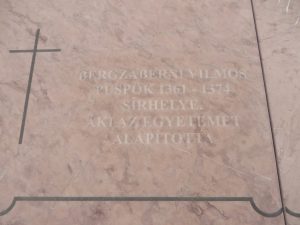 BERGZABERNI VILMOS
PÜSPÖK 1361 - 1374
SÍRHELYE,
AKI AZ EGYETEMET
ALAPÍTOTTA